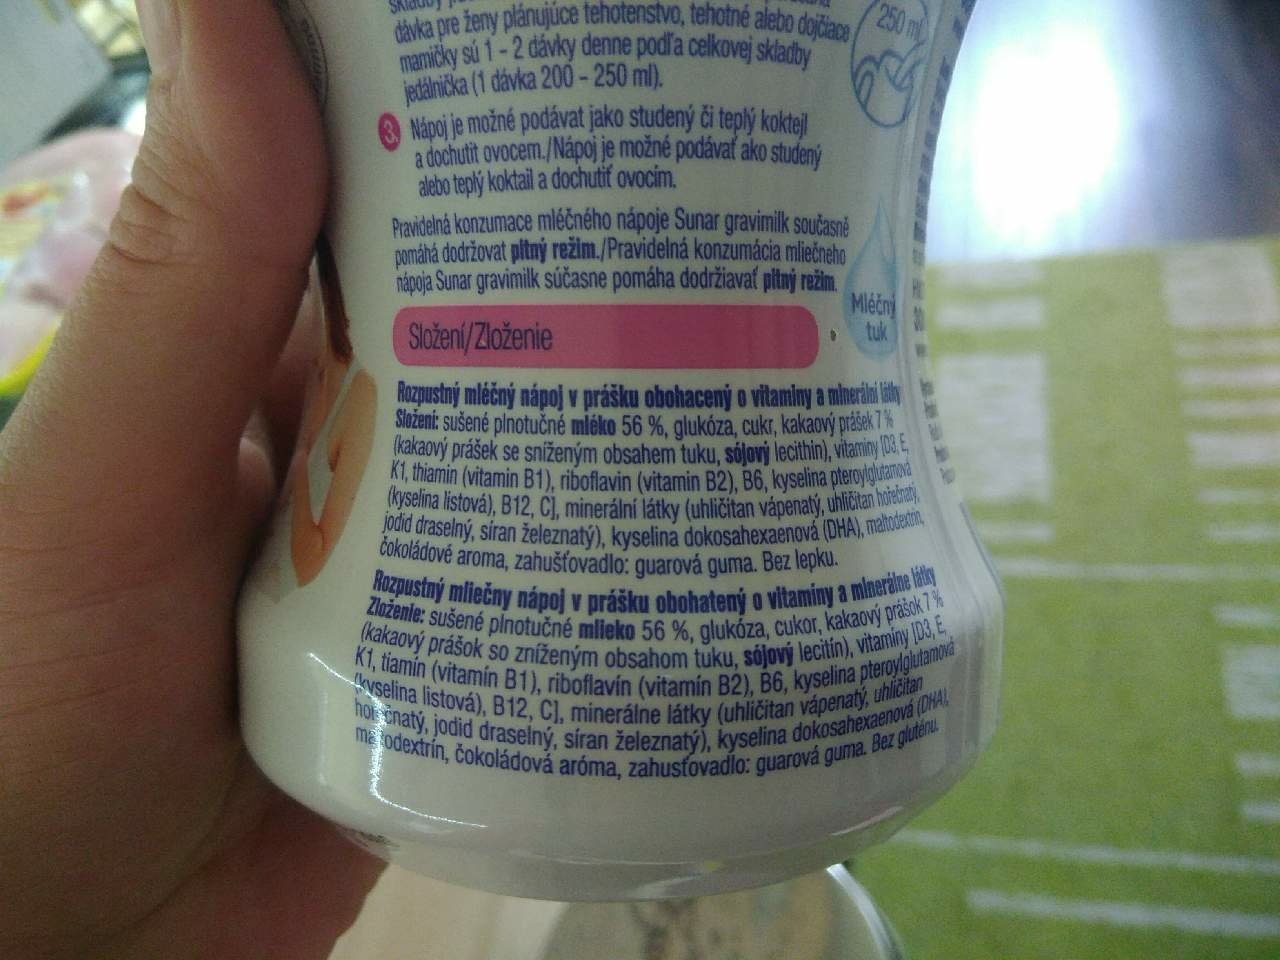 dávka pre ženy plánujúce tehotenstvo, tehotné alebo dojčiace
mamičky sú 1 - 2 dávky denne podľa celkovej skladby
jedálnička (1 dávka 200 - 250 ml).
250 ml
3. Nápoj je možné podávat jako studený či teplý koktejl
a dochutit ovocem./Nápoj je možné podávať ako studený
alebo teplý koktail a dochutiť ovocím.
Pravidelná konzumace mléčného nápoje Sunar gravimilk současně
pomáhá dodržovat pitný režim./Pravidelná konzumácia mliečneho
nápoja Sunar gravimilk súčasne pomáha dodržiavať pitný režim.
Mléčný
tuk
Složení/Zloženie
Rozpustný mléčný nápoj v prášku obohacený o vitaminy a minerální látky
Složení: sušené plnotučné mléko 56 %, glukóza, cukr, kakaový prášek 7 %
(kakaový prášek se sníženým obsahem tuku, sójový lecithin), vitaminy [D3, E,
K1, thiamin (vitamin B1), riboflavin (vitamin B2), B6, kyselina pteroylglutamová
(kyselina listová), B12, C], minerální látky (uhličitan vápenatý, uhličitan hořečnatý,
jodid draselný, síran železnatý), kyselina dokosahexaenová (DHA), maltodextrin,
čokoládové aroma, zahušťovadlo: guarová guma. Bez lepku.
Rozpustný mliečny nápoj v prášku obohatený o vitamíny a minerálne látky
Zloženie: sušené plnotučné mlieko 56 %, glukóza, cukor, kakaový prášok 7 %
(kakaový prášok so zníženým obsahom tuku, sójový lecitín), vitamíny [D3, E,
K1, tiamín (vitamín B1), riboflavín (vitamín B2), B6, kyselina pteroylglutamová
(kyselina listová), B12, C], minerálne látky (uhličitan vápenatý, uhličitan
horečnatý, jodid draselný, síran železnatý), kyselina dokosahexaenová (DHA),
maltodextrín, čokoládová aróma, zahusťovadlo: guarová guma. Bez gluténu.